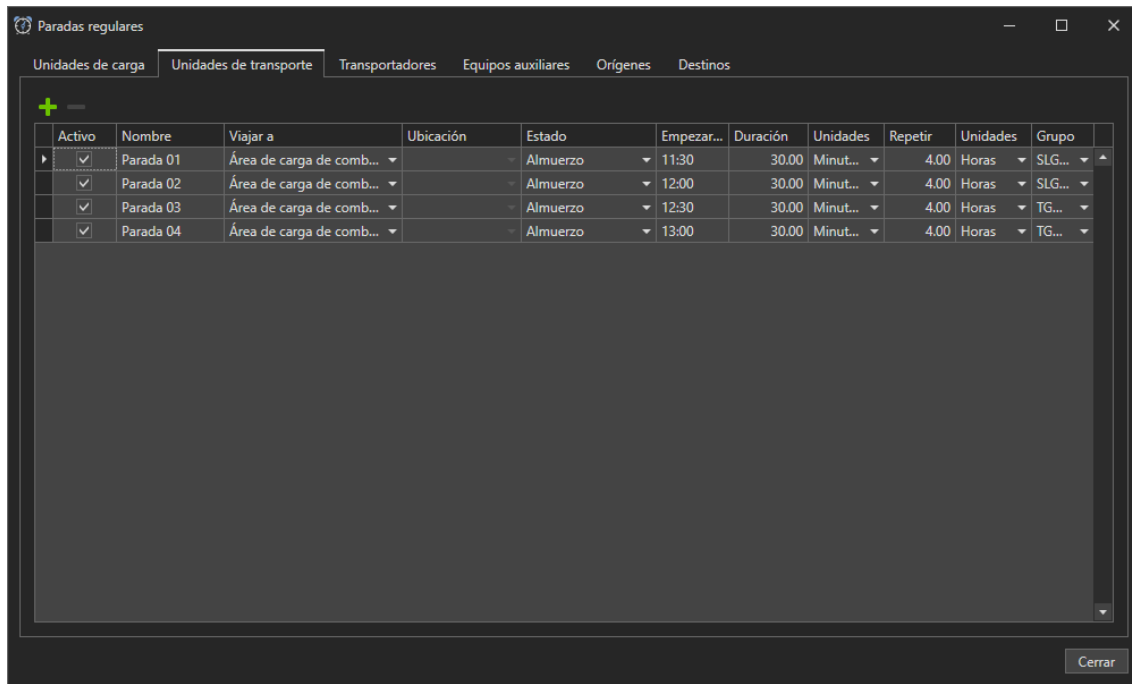 Paradas regulares
Unidades de carga Unidades de transporte Transportadores Equipos auxiliares Orígenes Destinos
Activo Nombre Viajar a Ubicación Estado Empezar... Duración Unidades Repetir Unidades Grupo
Parada 01 Área de carga de comb... Almuerzo 11:30 30.00 Minut... 4.00 Horas SLG...
Parada 02 Área de carga de comb... Almuerzo 12:00 30.00 Minut... 4.00 Horas SLG...
Parada 03 Área de carga de comb... Almuerzo 12:30 30.00 Minut... 4.00 Horas TG...
Parada 04 Área de carga de comb... Almuerzo 13:00 30.00 Minut... 4.00 Horas TG...
Cerrar